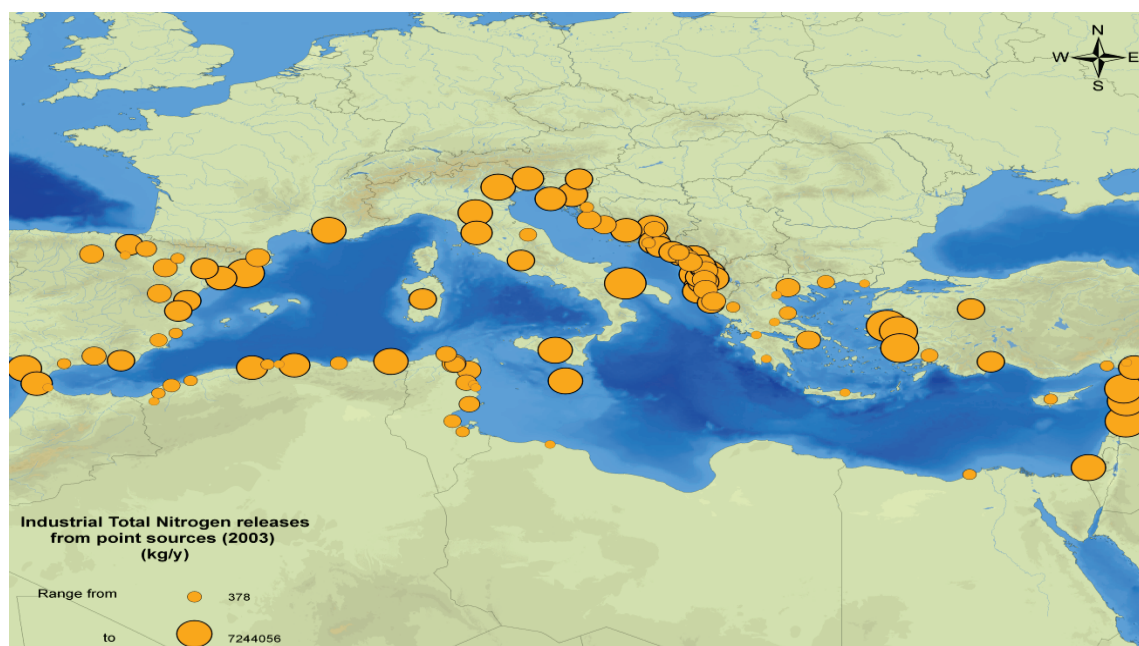 N
W E
S
Industrial Total Nitrogen releases
from point sources (2003)
(kg/y)
Range from 378
to 7244056